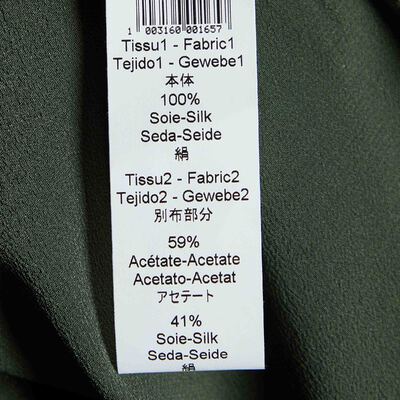 1 003160 001657
Tissu1 - Fabric1
Tejido1 - Gewebe1
本体
100%
Soie-Silk
Seda-Seide
絹
Tissu2 - Fabric2
Tejido2 - Gewebe2
別布部分
59%
Acétate-Acetate
Acetato-Acetat
アセテート
41%
Soie-Silk
Seda-Seide
絹